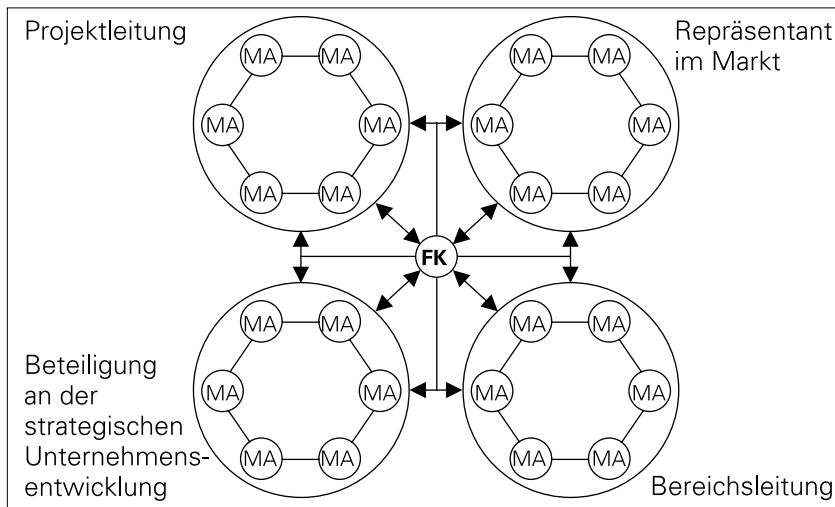 Projektleitung
Repräsentant
im Markt
MA MA
MA MA
MA MA
MA MA
MA MA
MA MA
FK
MA MA
MA MA
MA MA
MA MA
MA MA
MA MA
Beteiligung
an der
strategischen
Unternehmens-
entwicklung
Bereichsleitung